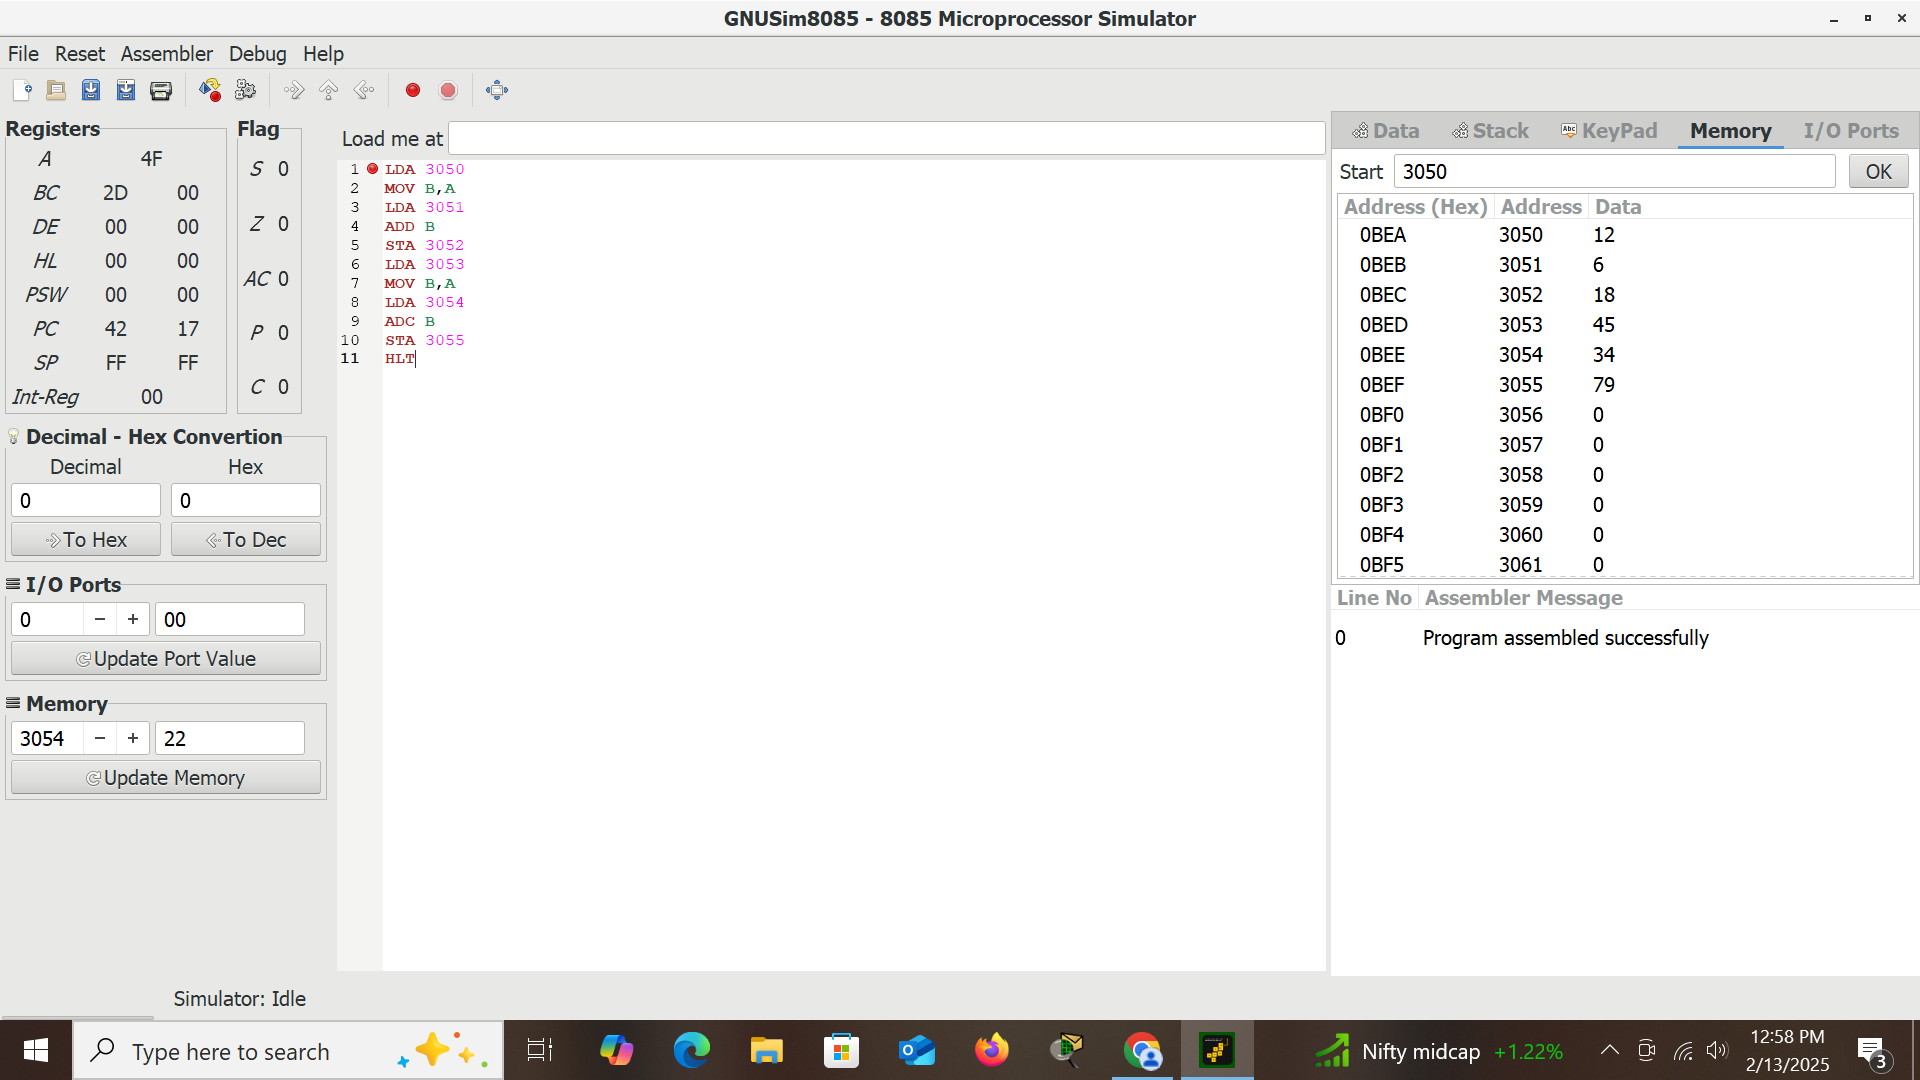 GNUSim8085 - 8085 Microprocessor Simulator
File Reset Assembler Debug Help
Registers
A 4F
BC 2D 00
DE 00 00
HL 00 00
PSW 00 00
PC 42 17
SP FF FF
Int-Reg 00
Flag
S 0
Z 0
AC 0
P 0
C 0
Decimal - Hex Convertion
Decimal Hex
0 0
To Hex To Dec
I/O Ports
0 − + 00
Update Port Value
Memory
3054 − + 22
Update Memory
Load me at
1 LDA 3050
2 MOV B,A
3 LDA 3051
4 ADD B
5 STA 3052
6 LDA 3053
7 MOV B,A
8 LDA 3054
9 ADC B
10 STA 3055
11 HLT
Data Stack Abc KeyPad Memory I/O Ports
Start 3050 OK
Address (Hex) Address Data
0BEA 3050 12
0BEB 3051 6
0BEC 3052 18
0BED 3053 45
0BEE 3054 34
0BEF 3055 79
0BF0 3056 0
0BF1 3057 0
0BF2 3058 0
0BF3 3059 0
0BF4 3060 0
0BF5 3061 0
Line No Assembler Message
0 Program assembled successfully
Simulator: Idle
Type here to search
Nifty midcap +1.22%
12:58 PM
2/13/2025
3